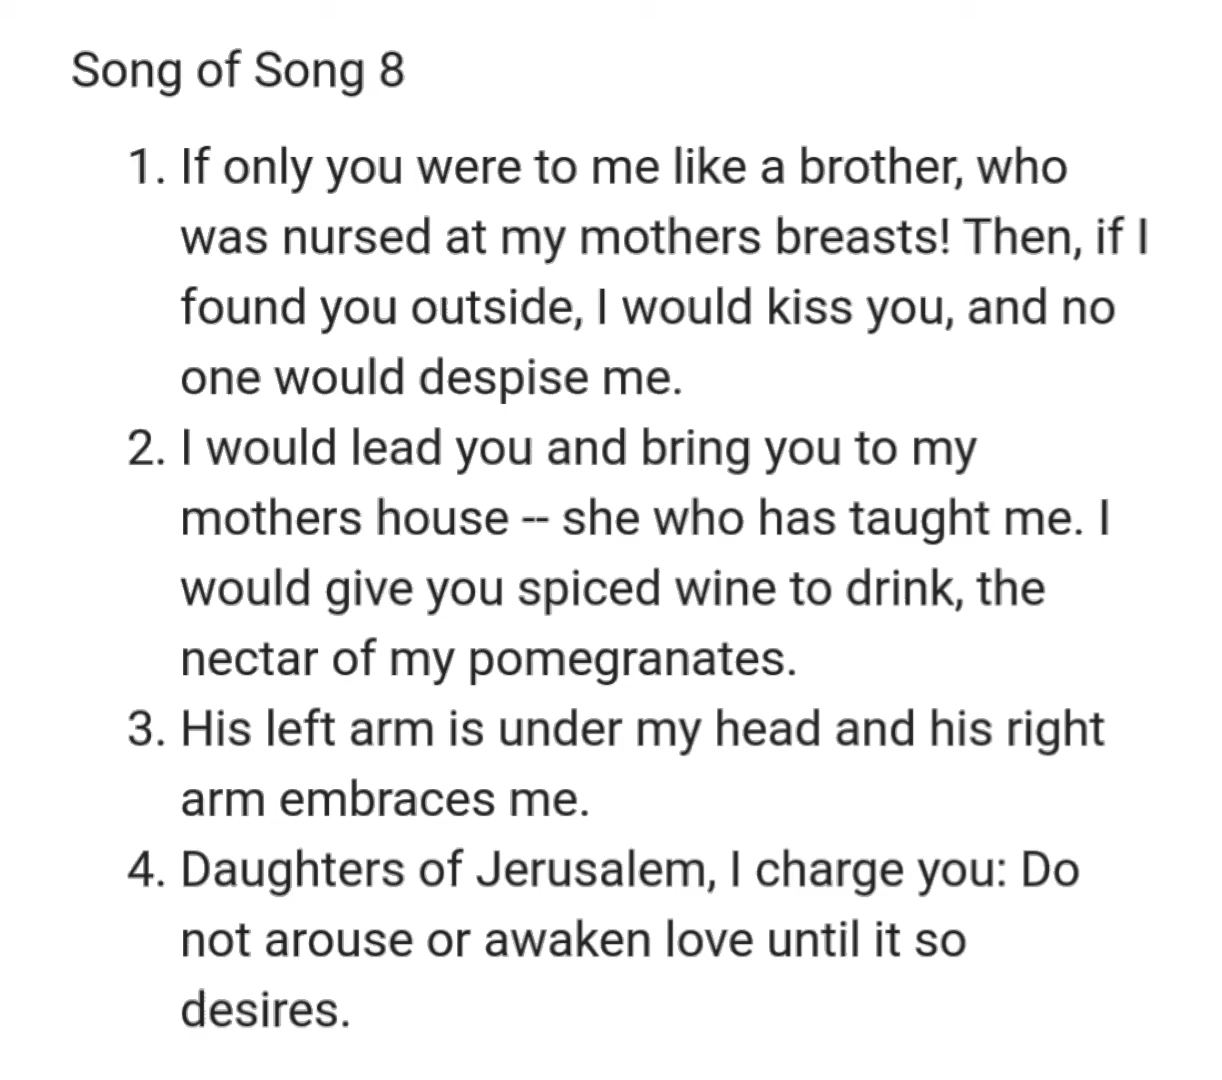 Song of Song 8
1. If only you were to me like a brother, who
was nursed at my mothers breasts! Then, if I
found you outside, I would kiss you, and no
one would despise me.
2. I would lead you and bring you to my
mothers house -- she who has taught me. I
would give you spiced wine to drink, the
nectar of my pomegranates.
3. His left arm is under my head and his right
arm embraces me.
4. Daughters of Jerusalem, I charge you: Do
not arouse or awaken love until it so
desires.